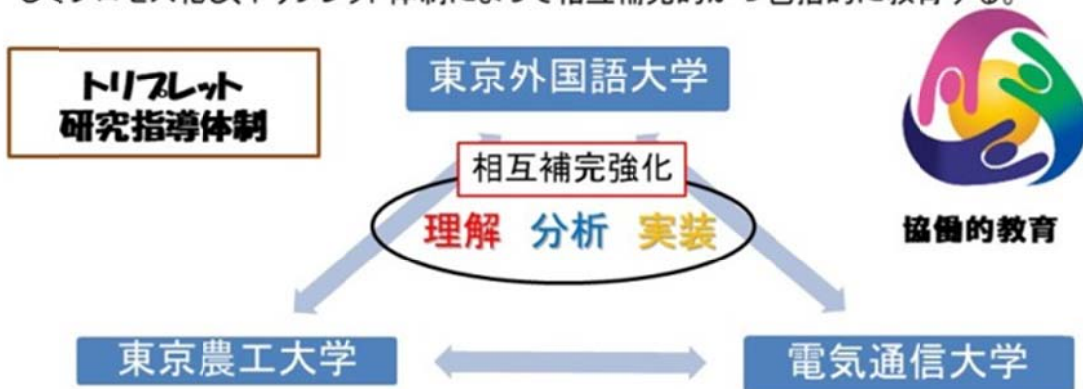 トリプレット
研究指導体制
東京外国語大学
相互補完強化
理解 分析 実装
協働的教育
東京農工大学
電気通信大学